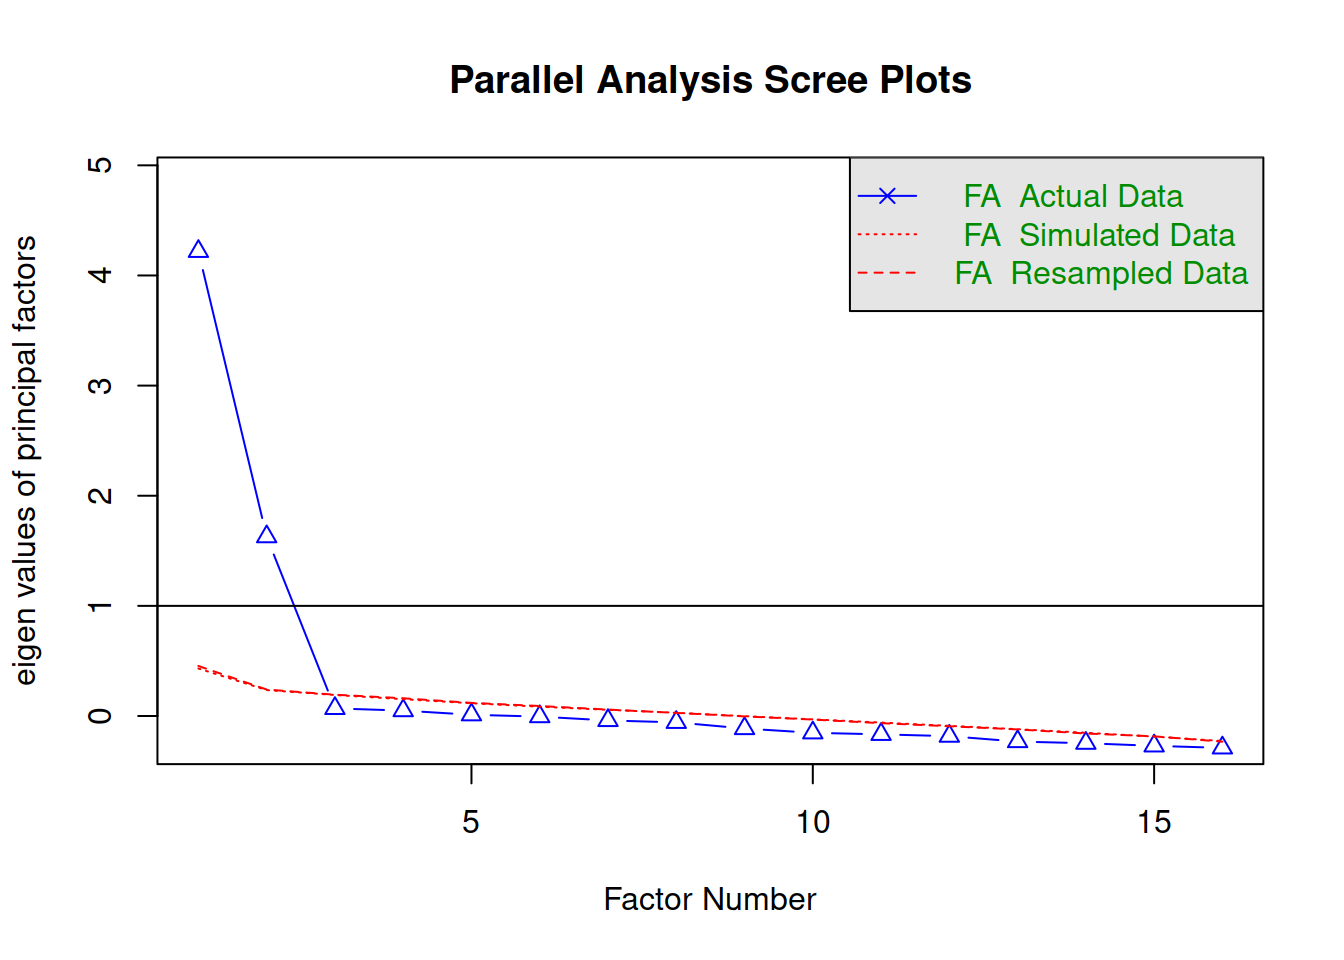 Parallel Analysis Scree Plots
FA Actual Data
FA Simulated Data
FA Resampled Data
eigen values of principal factors
5
4
3
2
1
0
5
10
15
Factor Number